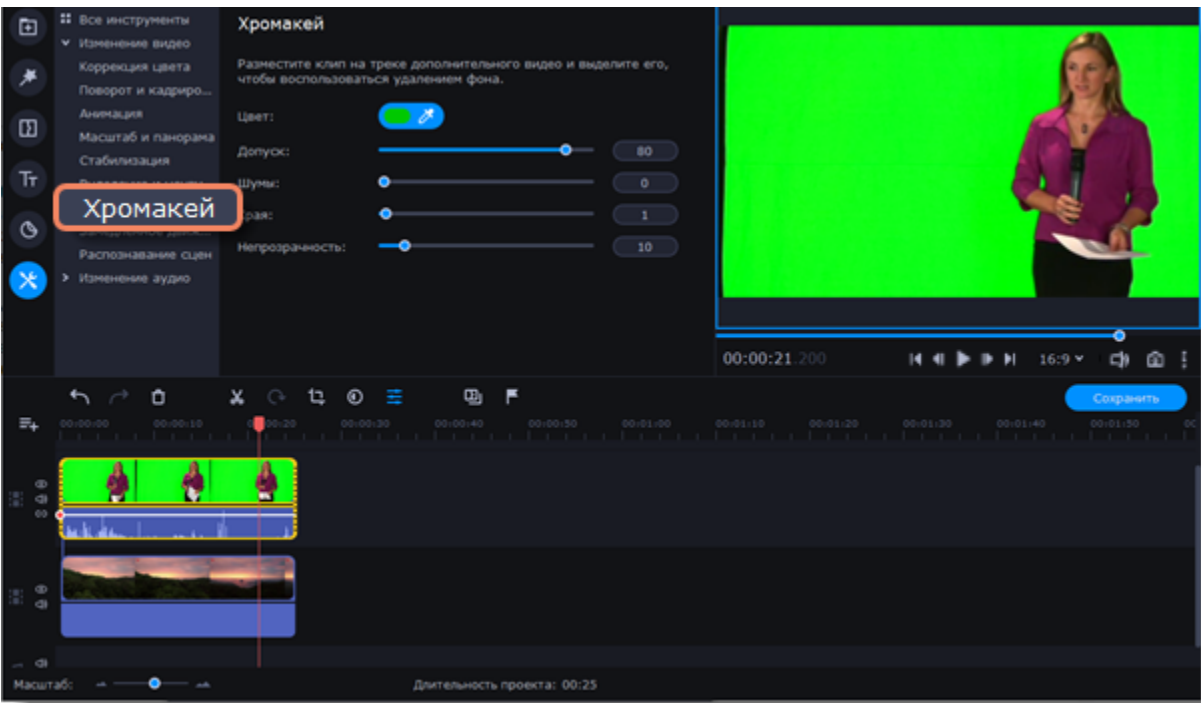 Все инструменты
Изменение видео
Коррекция цвета
Поворот и кадриро...
Анимация
Масштаб и панорама
Стабилизация
Хромакей
Распознавание сцен
Изменение аудио
Хромакей
Разместите клип на треке дополнительного видео и выделите его,
чтобы воспользоваться удалением фона.
Цвет:
Допуск: 80
Шумы: 0
Края: 1
Непрозрачность: 10
00:00:21.200
16:9
Сохранить
00:00:00 00:00:10 00:00:20 00:00:30 00:00:40 00:00:50 00:01:00 00:01:10 00:01:20 00:01:30 00:01:40 00:01:50
Масштаб:
Длительность проекта: 00:25